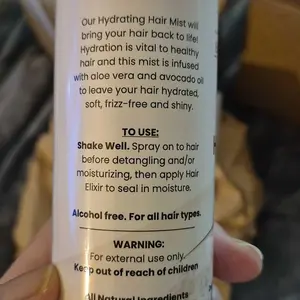 Our Hydrating Hair Mist will
bring your hair back to life!
Hydration is vital to healthy
hair and this mist is infused
with aloe vera and avocado oil
to leave your hair hydrated,
soft, frizz-free and shiny.
TO USE:
Shake Well. Spray on to hair
before detangling and/or
moisturizing, then apply Hair
Elixir to seal in moisture.
Alcohol free. For all hair types.
WARNING:
For external use only.
Keep out of reach of children
All Natural Ingredients